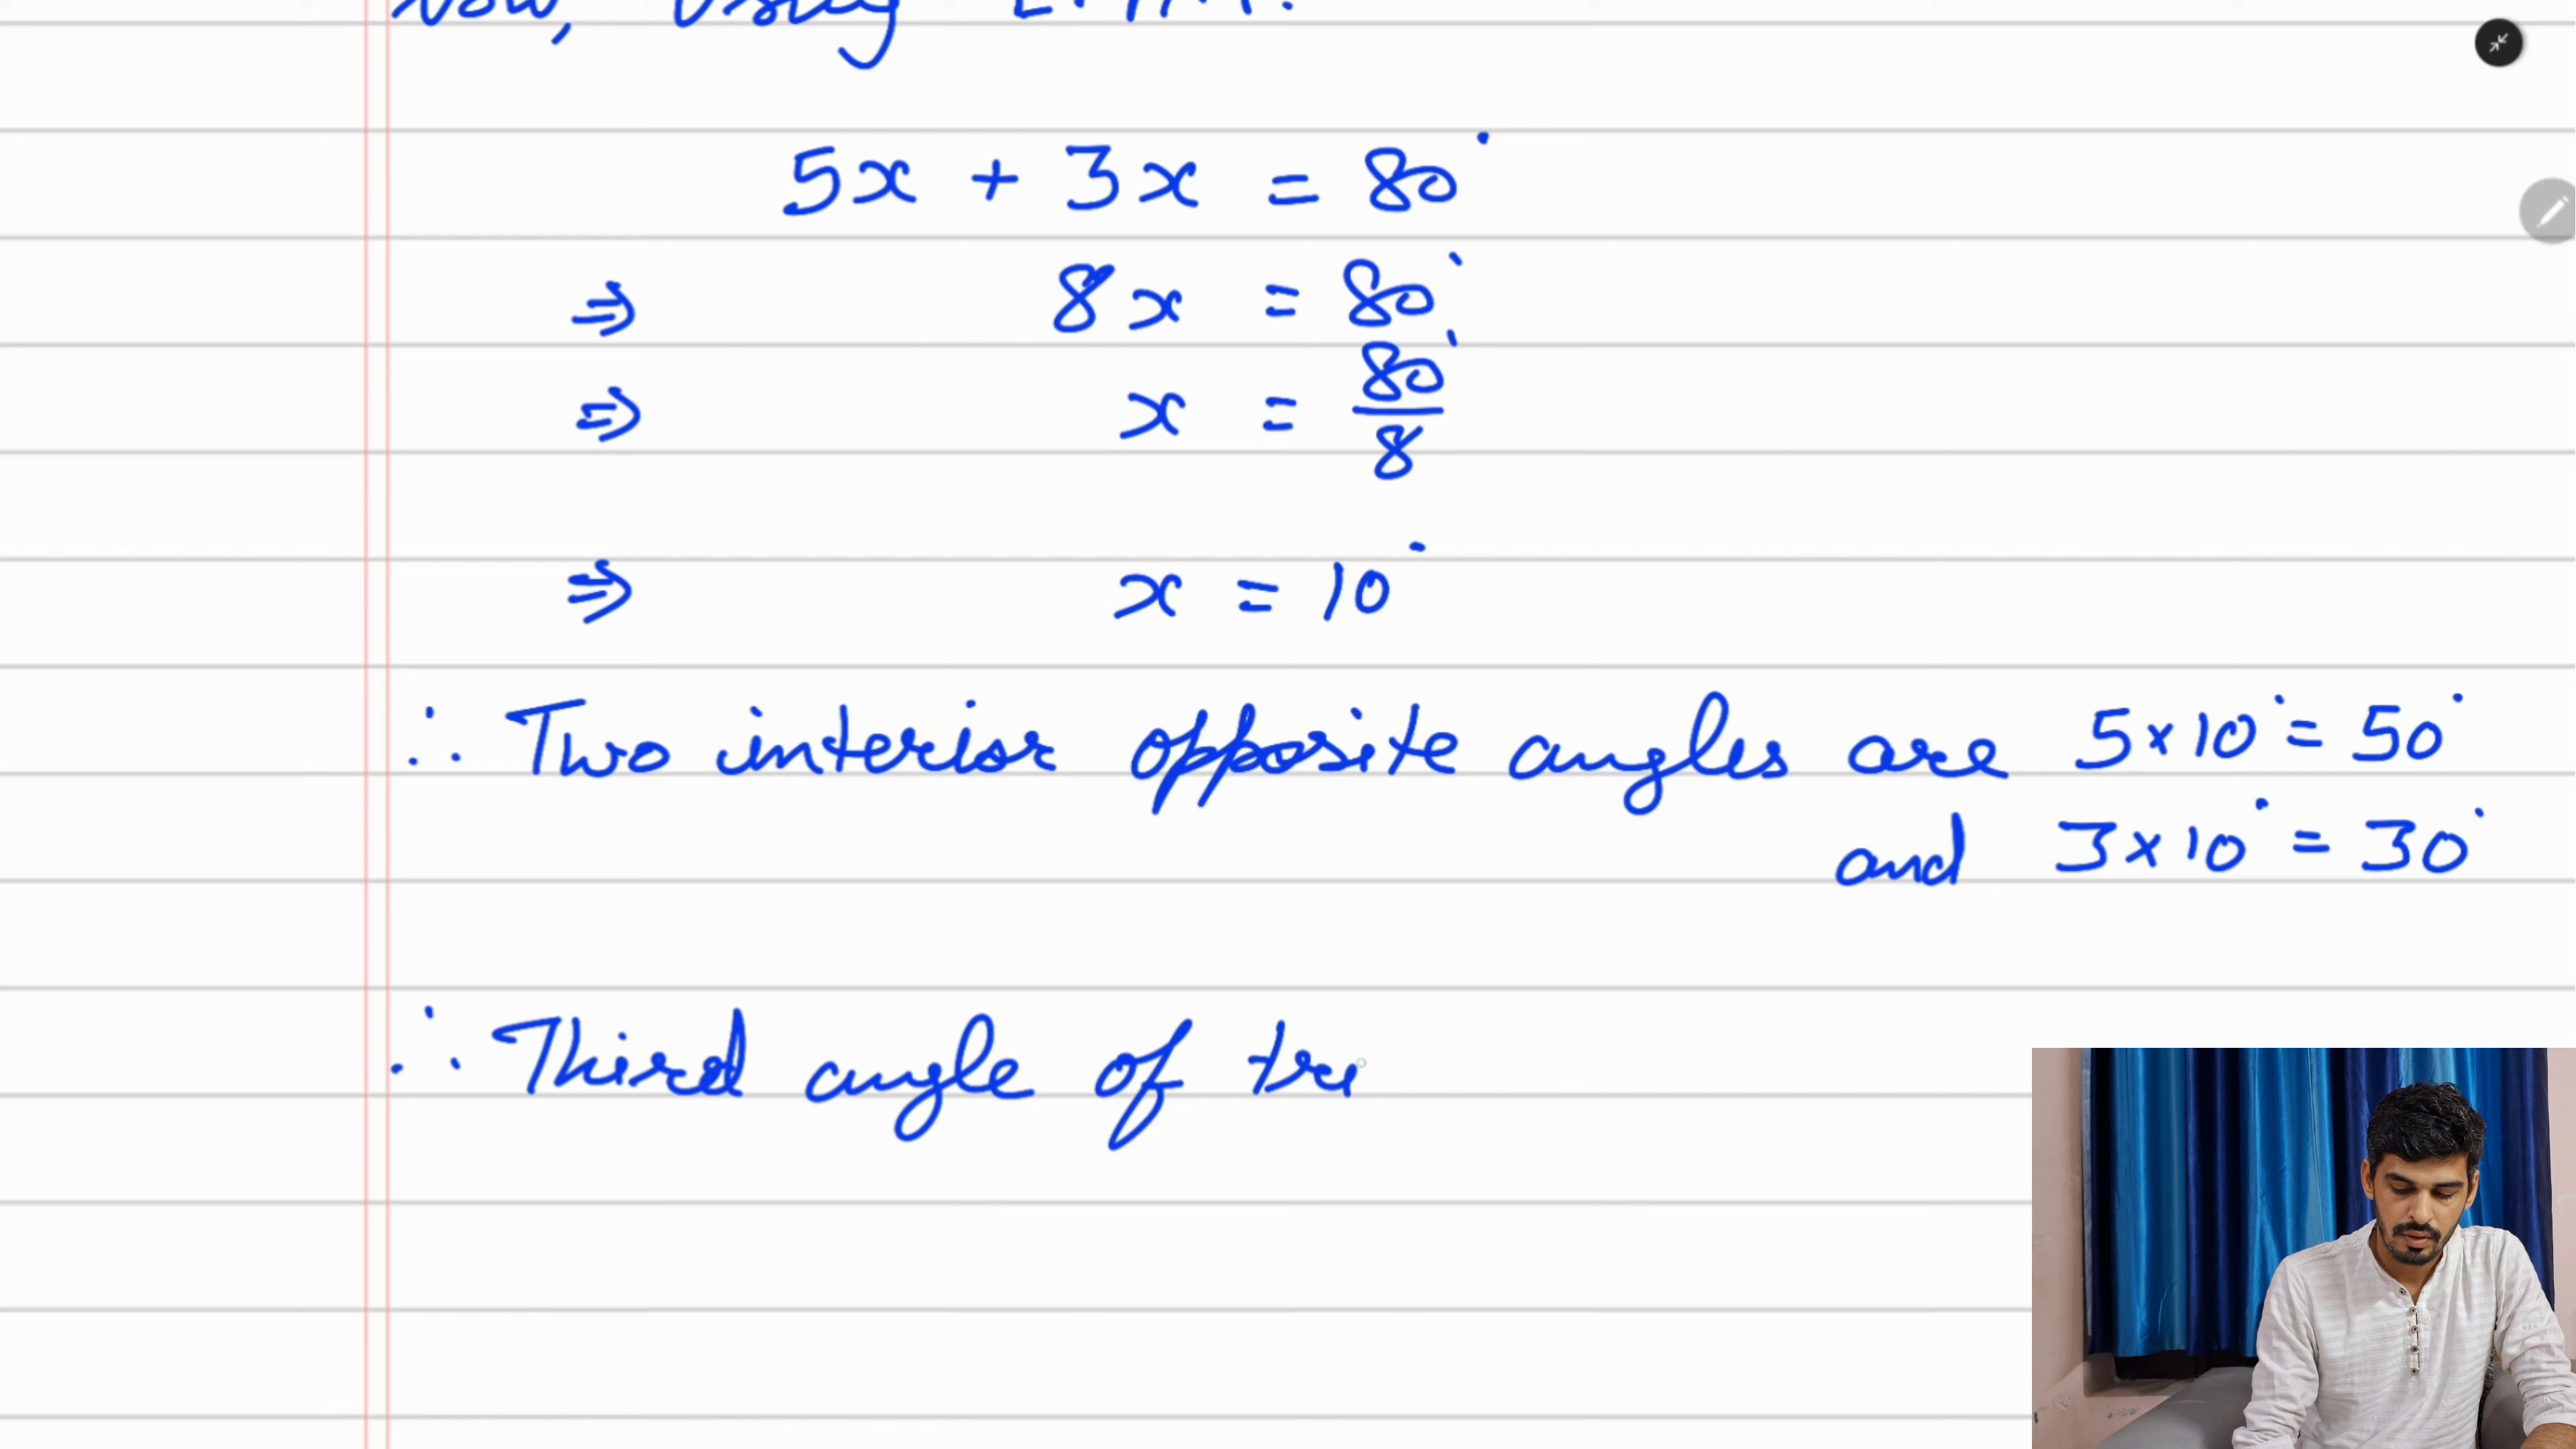 5x + 3x = 80°
⇒ 8x = 80°
⇒ x = 80°/8
⇒ x = 10°
∴ Two interior opposite angles are 5×10° = 50°
and 3×10° = 30°
∴ Third angle of tri